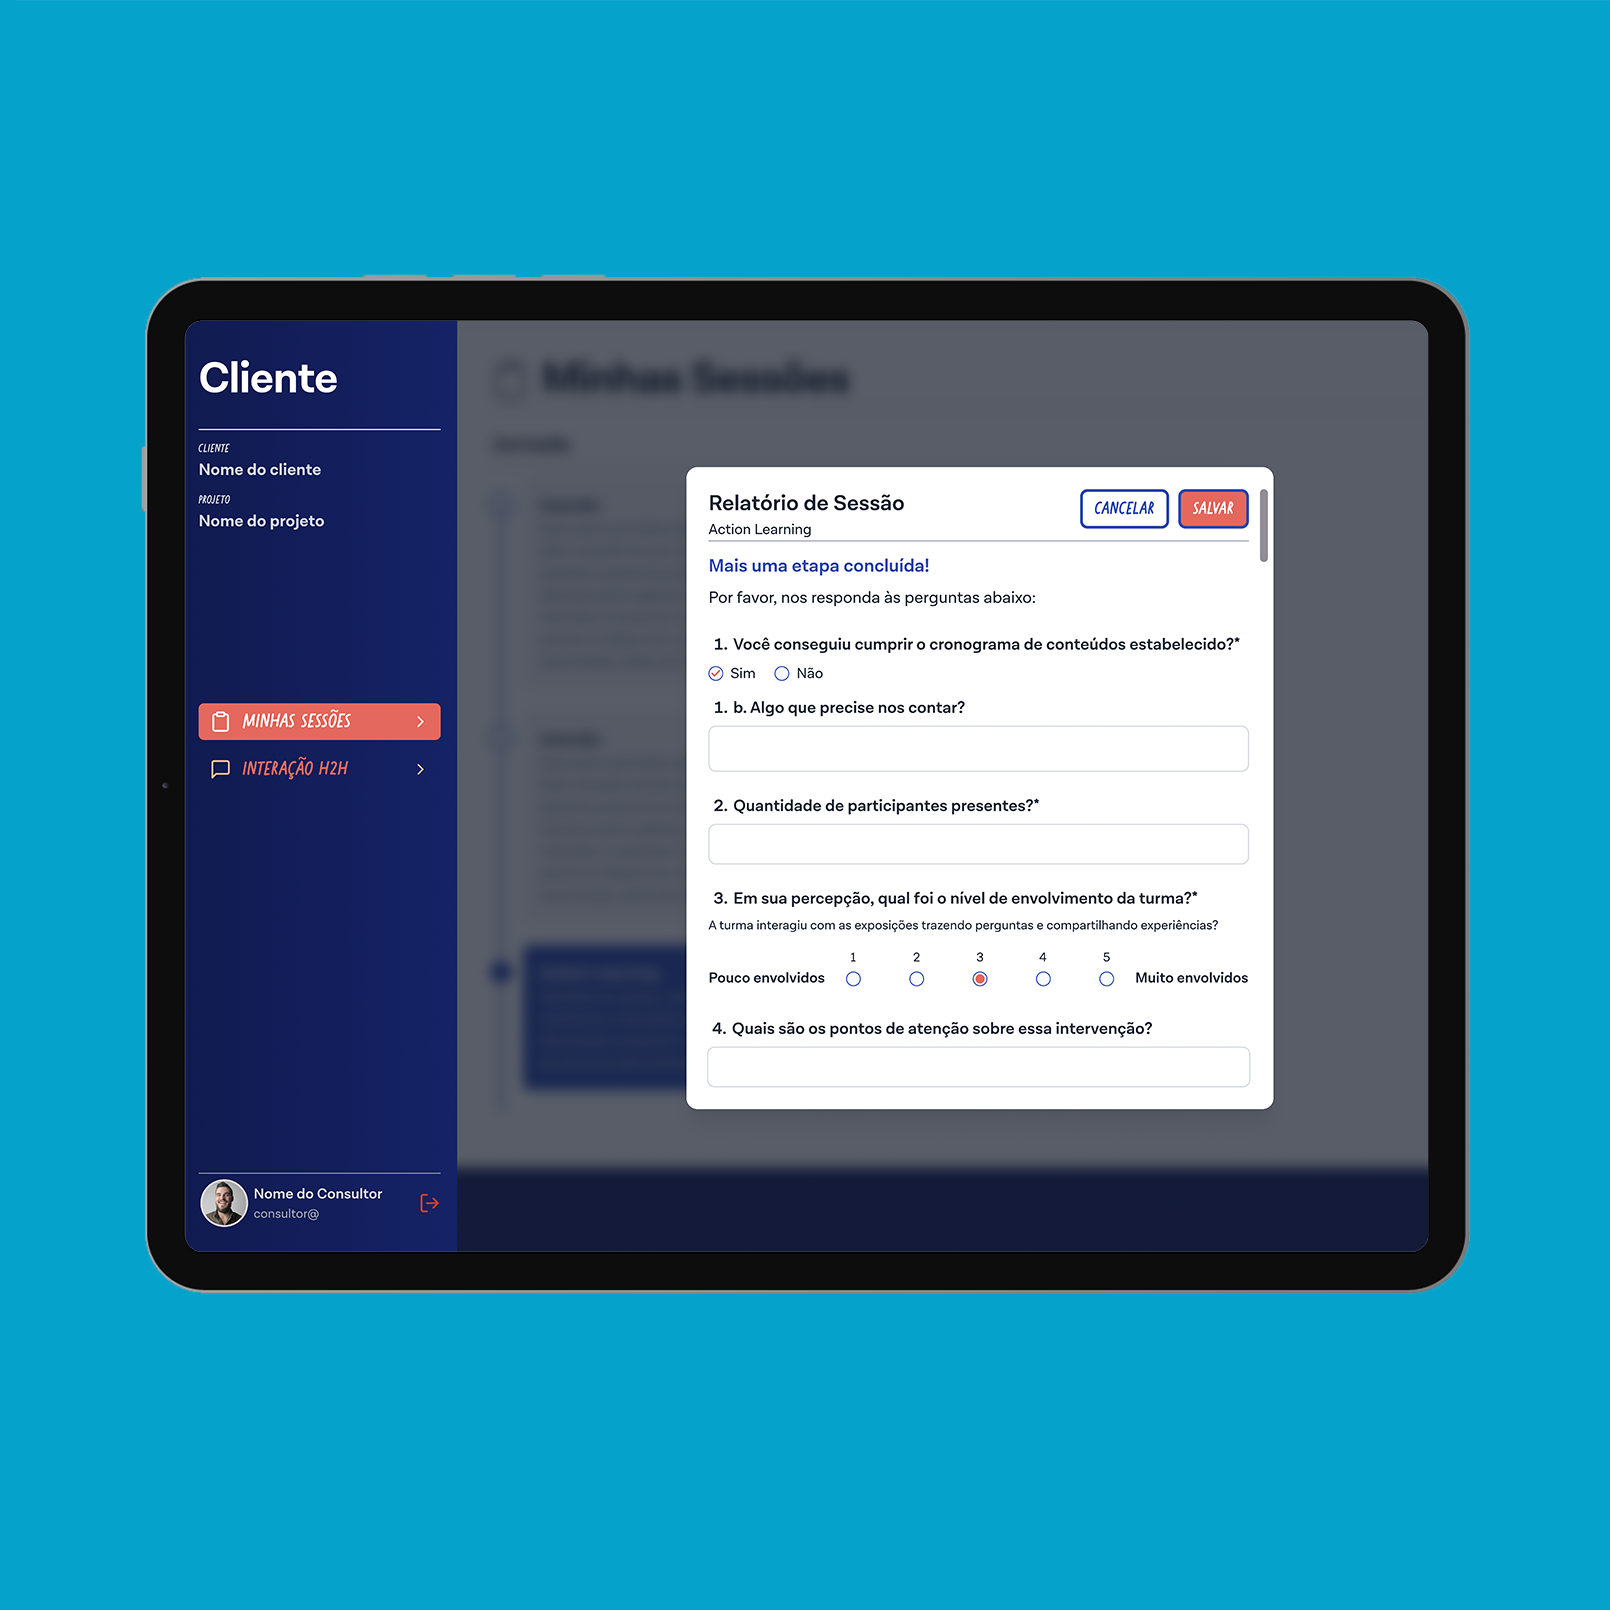 Cliente
CLIENTE
Nome do cliente
PROJETO
Nome do projeto
MINHAS SESSÕES
INTERAÇÃO H2H
Nome do Consultor
consultor@
Minhas Sessões
Relatório de Sessão
Action Learning
CANCELAR
SALVAR
Mais uma etapa concluída!
Por favor, nos responda às perguntas abaixo:
1. Você conseguiu cumprir o cronograma de conteúdos estabelecido?*
Sim Não
1. b. Algo que precise nos contar?
2. Quantidade de participantes presentes?*
3. Em sua percepção, qual foi o nível de envolvimento da turma?*
A turma interagiu com as exposições trazendo perguntas e compartilhando experiências?
1 2 3 4 5
Pouco envolvidos Muito envolvidos
4. Quais são os pontos de atenção sobre essa intervenção?